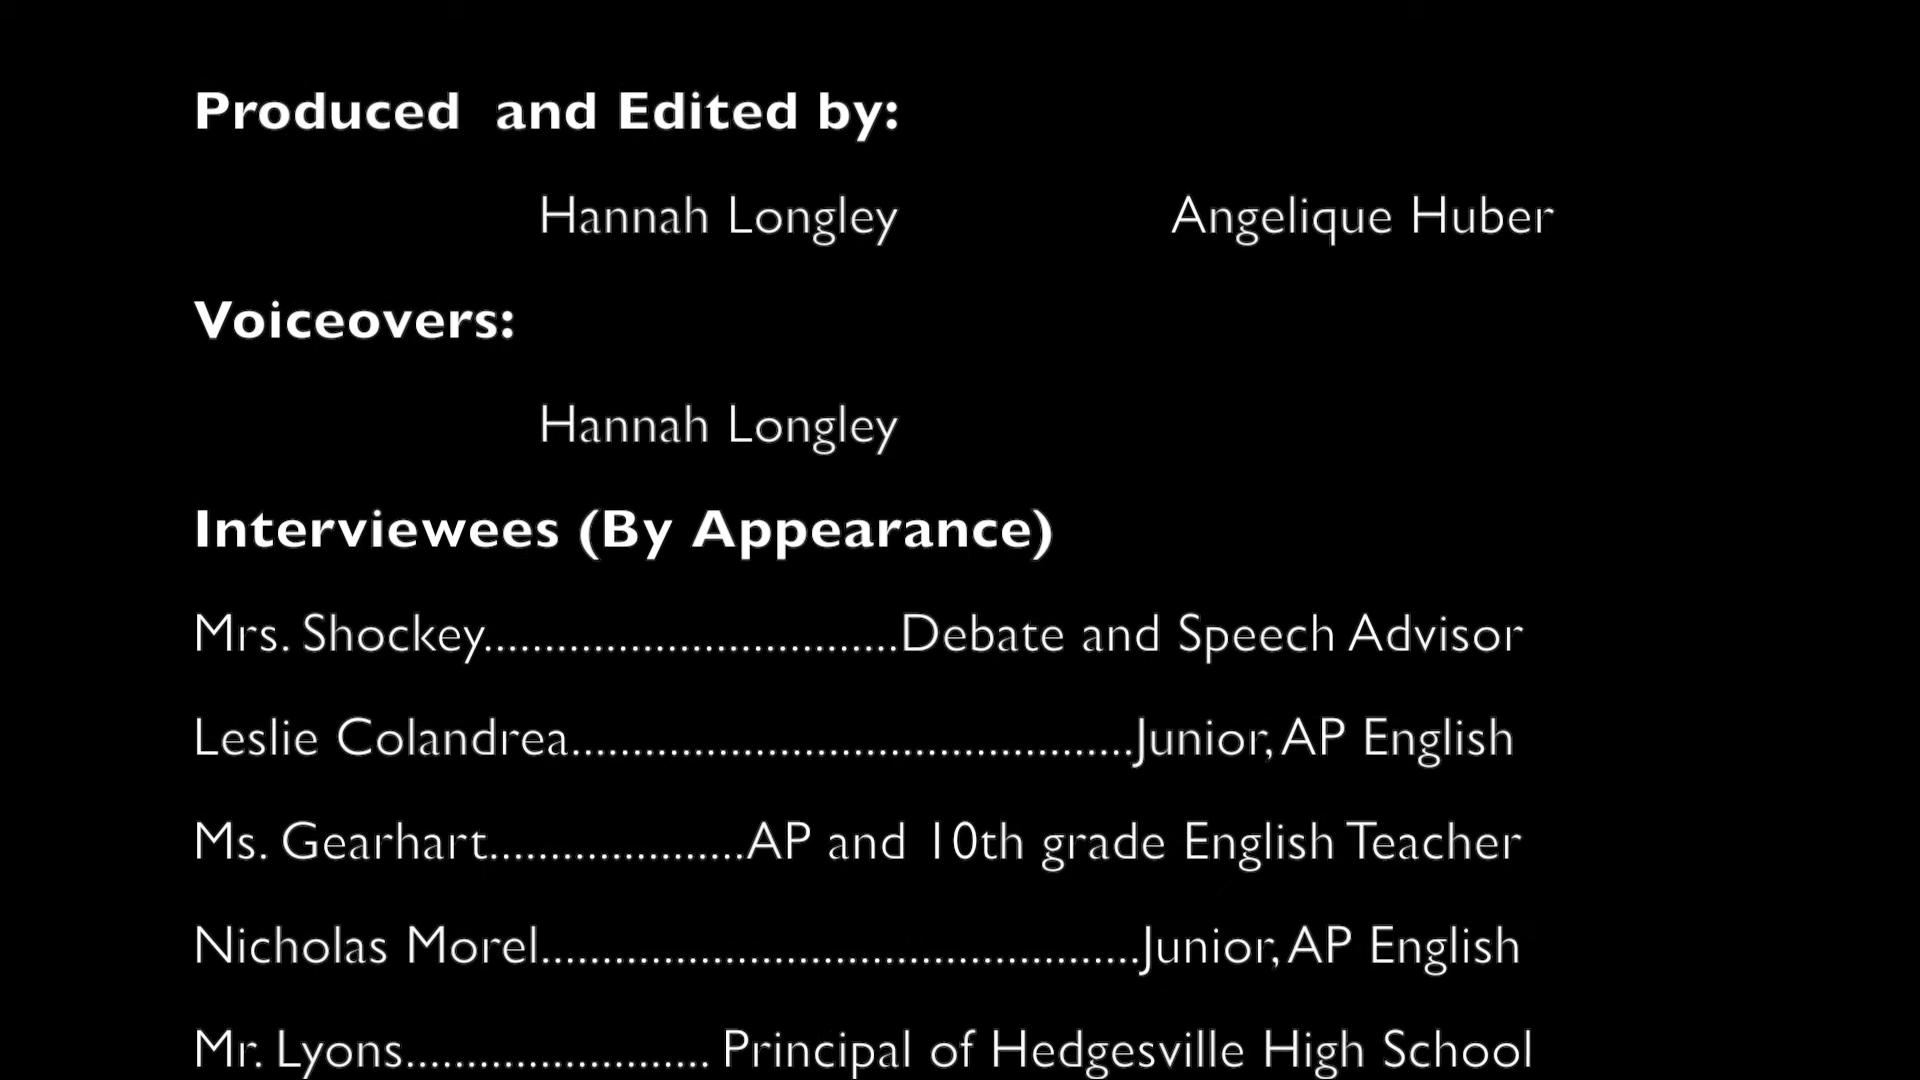 Produced  and Edited by:
Hannah Longley Angelique Huber
Voiceovers:
Hannah Longley
Interviewees (By Appearance)
Mrs. Shockey..................................Debate and Speech Advisor
Leslie Colandrea..............................................Junior, AP English
Ms. Gearhart.....................AP and 10th grade English Teacher
Nicholas Morel.................................................Junior, AP English
Mr. Lyons......................... Principal of Hedgesville High School